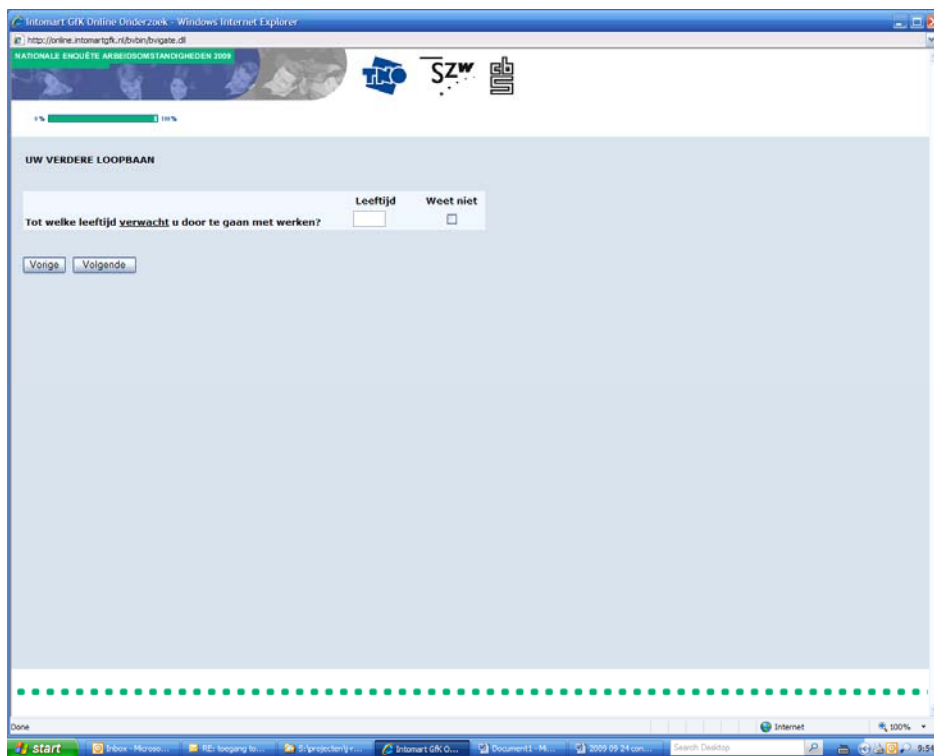 Intomart GfK Online Onderzoek - Windows Internet Explorer
http://online.intomartgfk.nl/bvbin/bvigate.dll
NATIONALE ENQUÊTE ARBEIDSOMSTANDIGHEDEN 2009
TNO SZW cbs
0% 100%
UW VERDERE LOOPBAAN
Leeftijd Weet niet
Tot welke leeftijd verwacht u door te gaan met werken?
Vorige Volgende
Done Internet 100%
start Inbox - Microso... RE: toegang to... S:\projecten\... Intomart GfK O... Document1 - Mi... 2009 09 24 con... Search Desktop